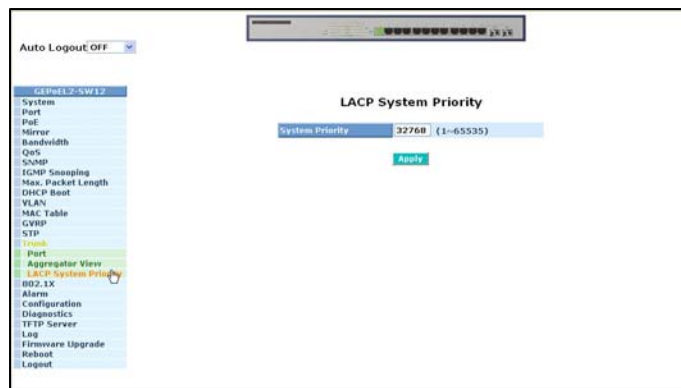 Auto Logout OFF
GEPoEL2-SW12
System
Port
PoE
Mirror
Bandwidth
QoS
SNMP
IGMP Snooping
Max. Packet Length
DHCP Boot
VLAN
MAC Table
GVRP
STP
Trunk
Port
Aggregator View
LACP System Priority
802.1X
Alarm
Configuration
Diagnostics
TFTP Server
Log
Firmware Upgrade
Reboot
Logout
LACP System Priority
System Priority 32768 (1~65535)
Apply